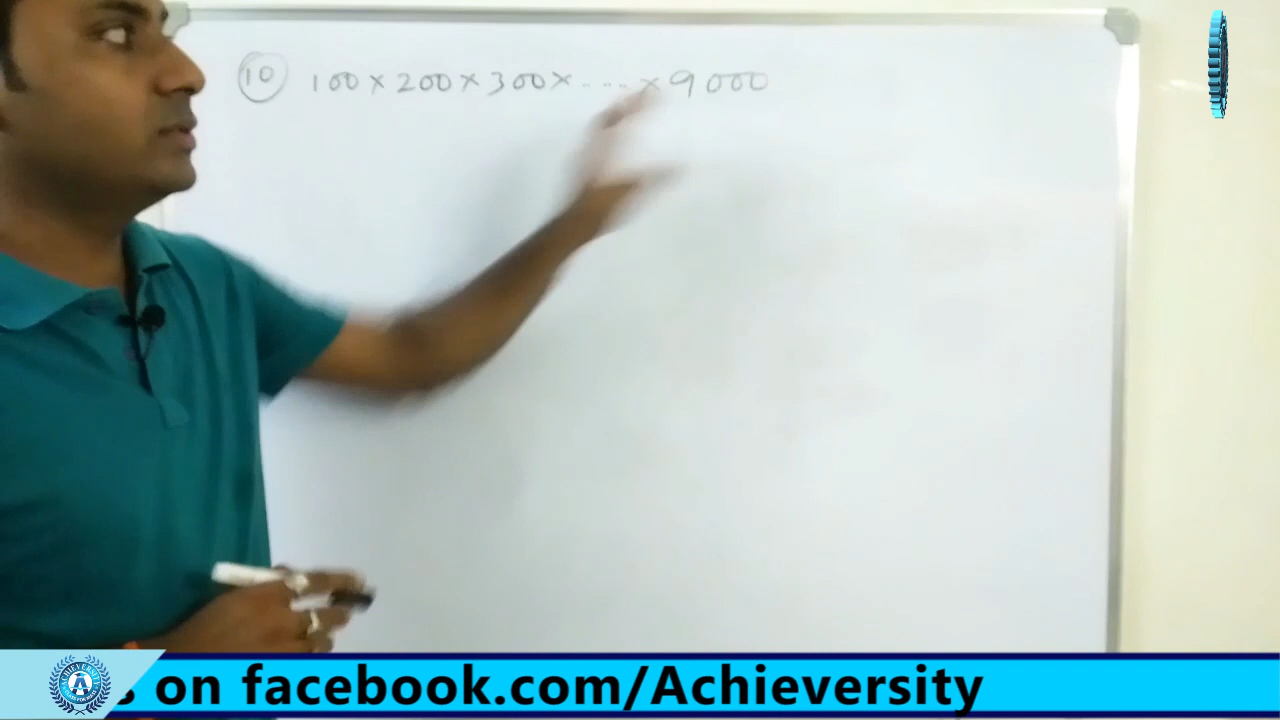 10 100 × 200 × 300 × ..... × 9000
s on facebook.com/Achieversity
A